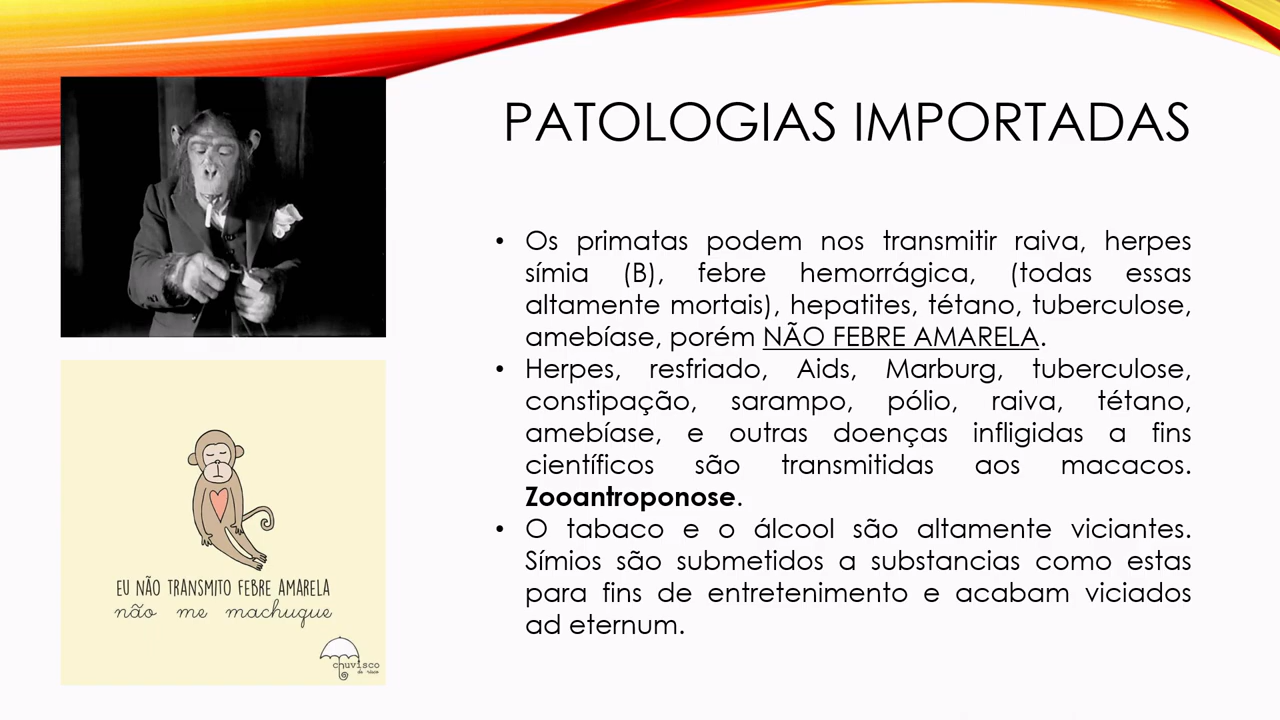 PATOLOGIAS IMPORTADAS
• Os primatas podem nos transmitir raiva, herpes
símia (B), febre hemorrágica, (todas essas
altamente mortais), hepatites, tétano, tuberculose,
amebíase, porém NÃO FEBRE AMARELA.
• Herpes, resfriado, Aids, Marburg, tuberculose,
constipação, sarampo, pólio, raiva, tétano,
amebíase, e outras doenças infligidas a fins
científicos são transmitidas aos macacos.
Zooantroponose.
• O tabaco e o álcool são altamente viciantes.
Símios são submetidos a substancias como estas
para fins de entretenimento e acabam viciados
ad eternum.
EU NÃO TRANSMITO FEBRE AMARELA
não me machuque
chuvisco